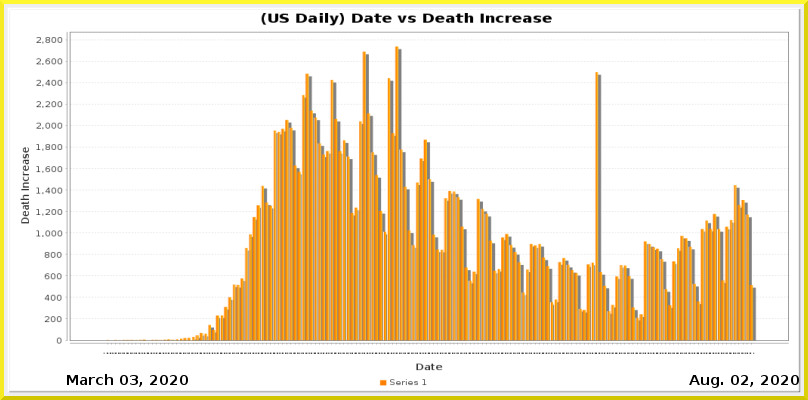 (US Daily) Date vs Death Increase
2,800
2,600
2,400
2,200
2,000
1,800
1,600
1,400
1,200
1,000
800
600
400
200
0
Death Increase
Date
March 03, 2020
Aug. 02, 2020
Series 1